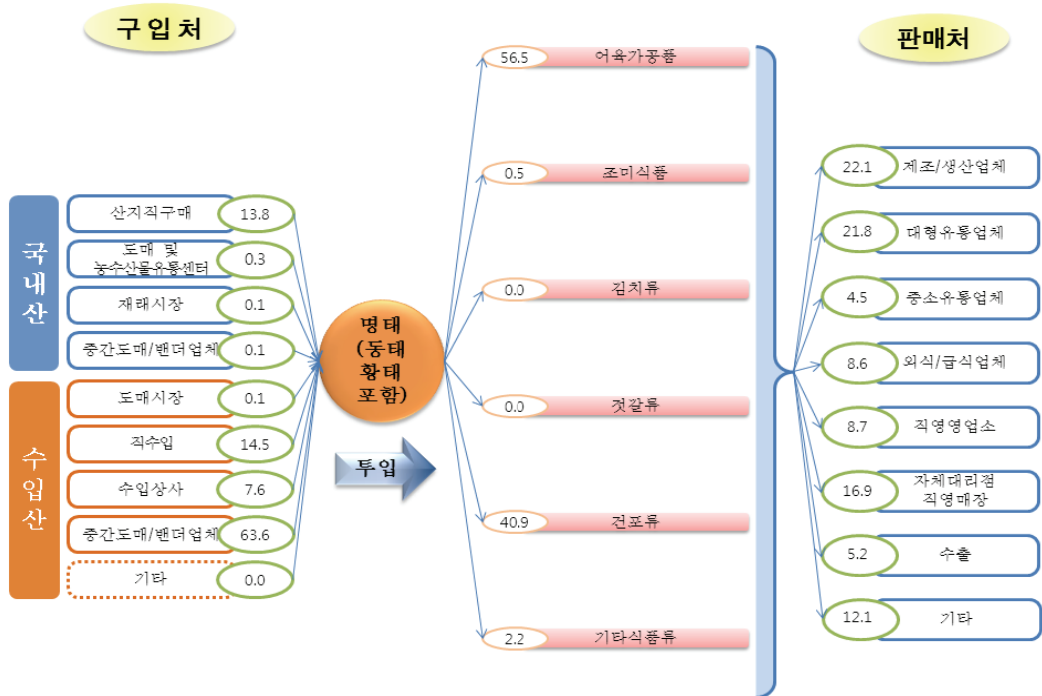 구입처
국내산
산지직구매 13.8
도매 및
농수산물유통센터 0.3
재래시장 0.1
중간도매/밴더업체 0.1
수입산
도매시장 0.1
직수입 14.5
수입상사 7.6
중간도매/밴더업체 63.6
기타 0.0
명태
(동태
황태
포함)
투입
56.5 어육가공품
0.5 조미식품
0.0 김치류
0.0 젓갈류
40.9 건포류
2.2 기타식품류
판매처
22.1 제조/생산업체
21.8 대형유통업체
4.5 중소유통업체
8.6 외식/급식업체
8.7 직영영업소
16.9 자체대리점
직영매장
5.2 수출
12.1 기타